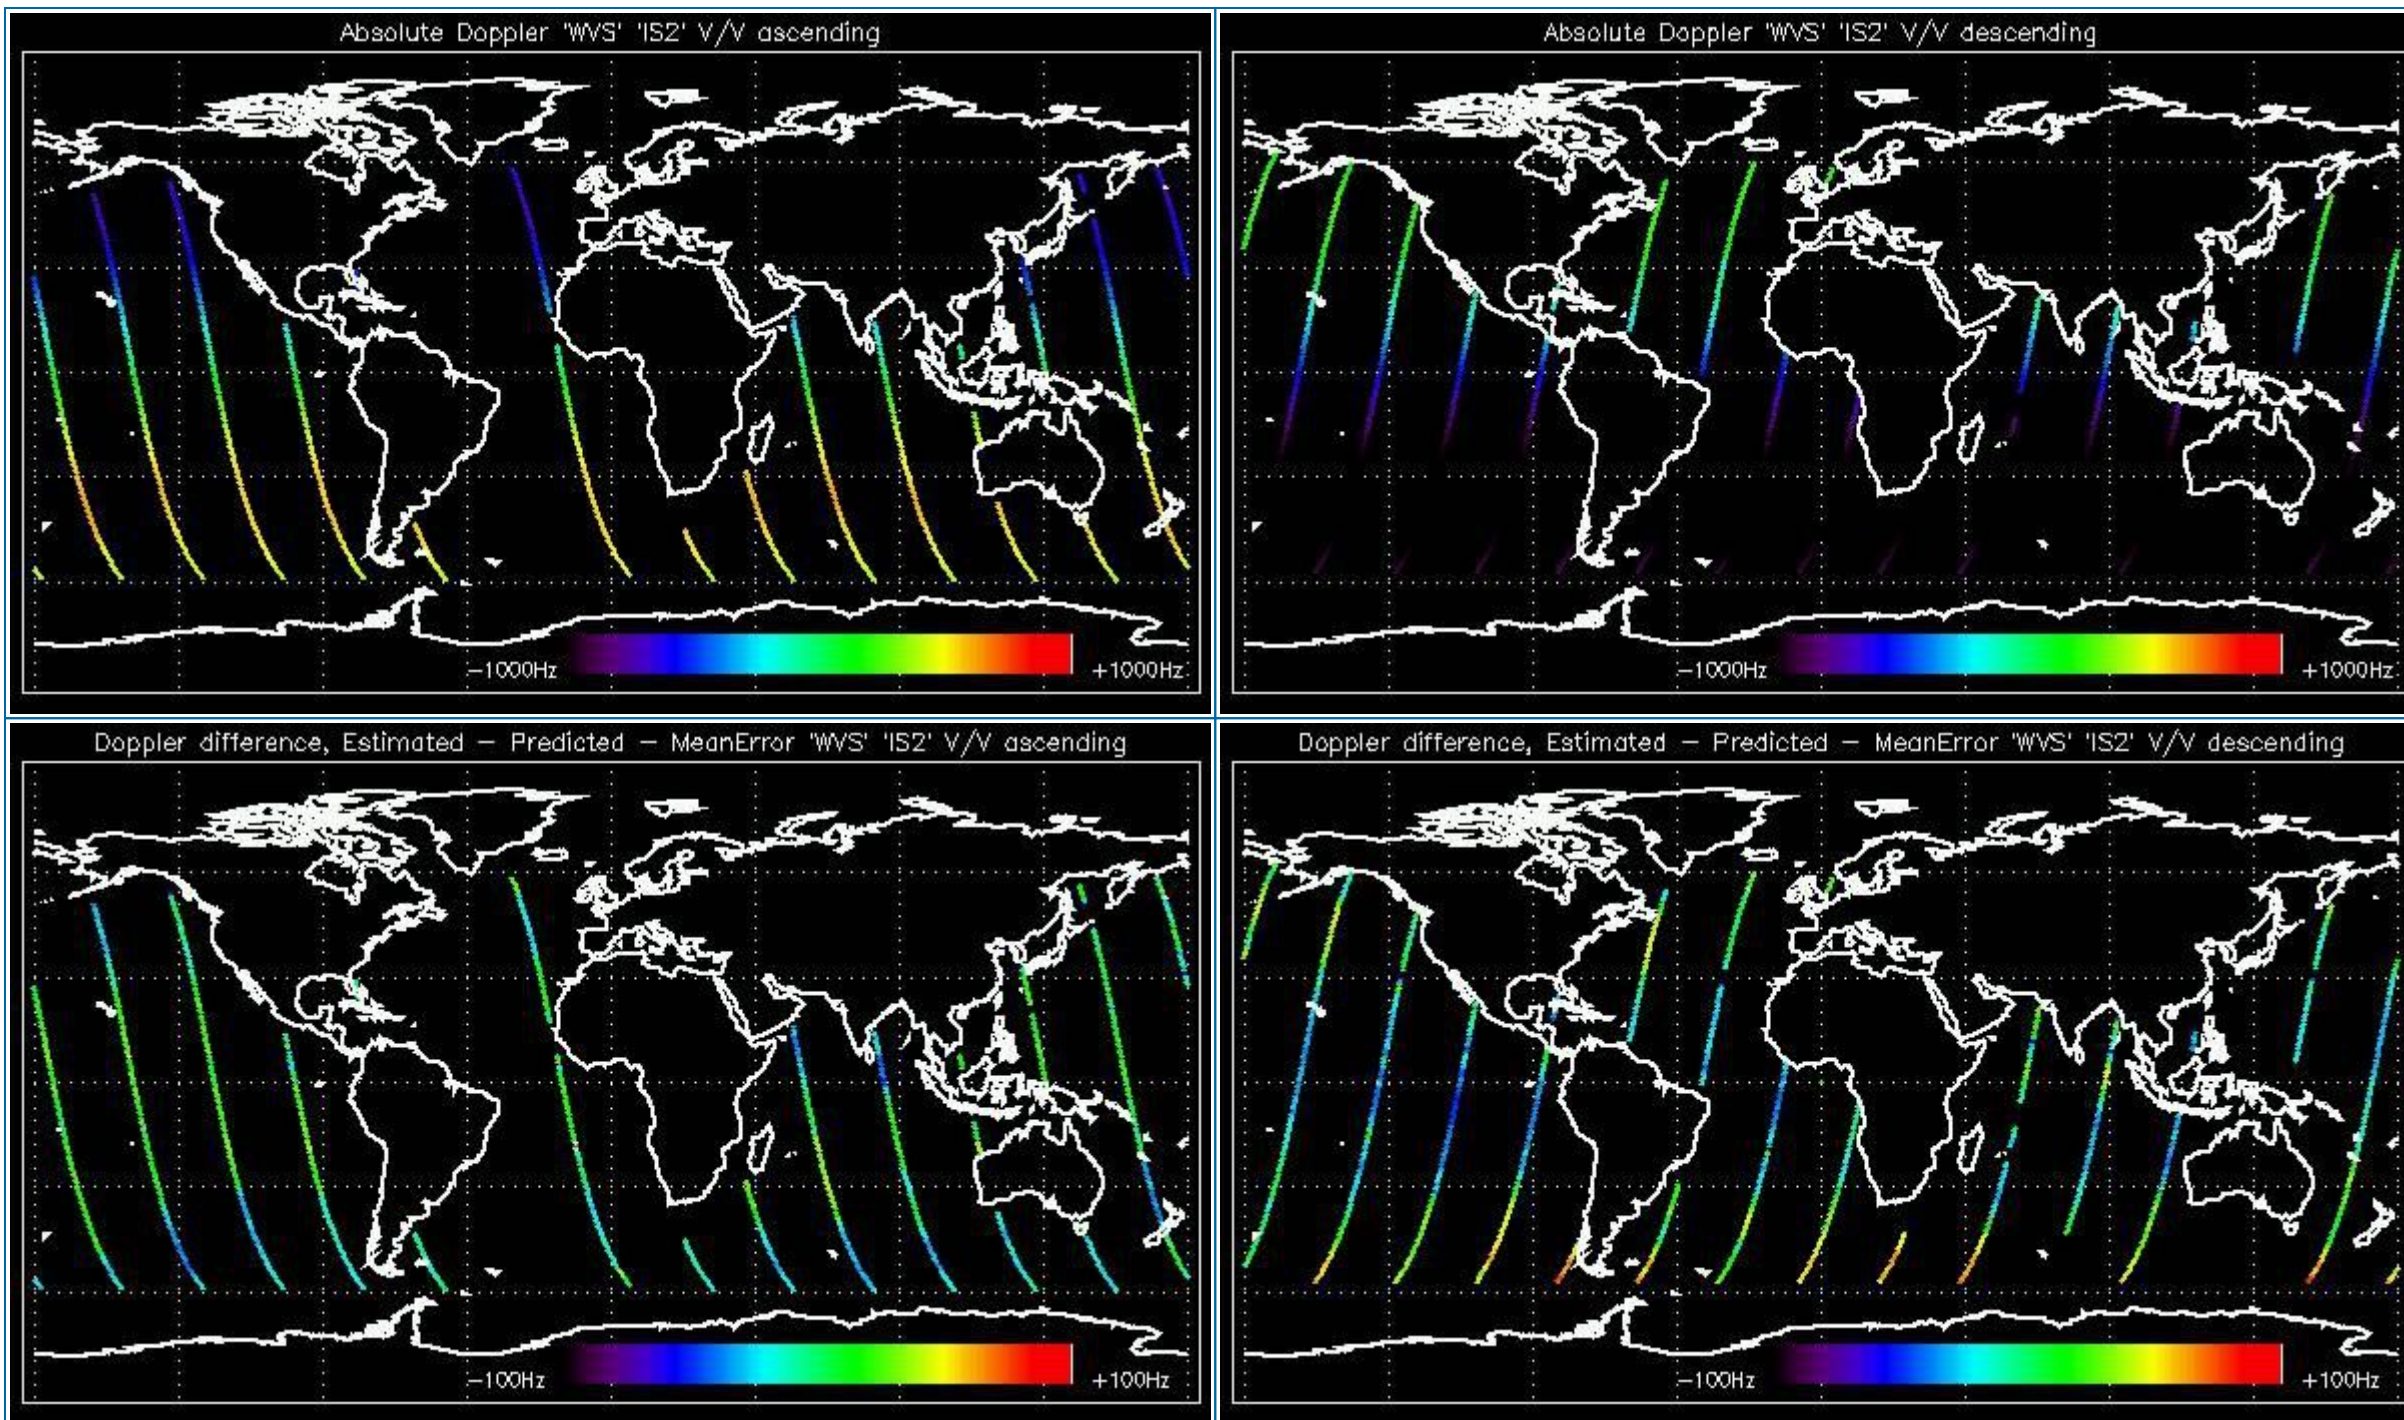 Absolute Doppler 'WVS' 'IS2' V/V ascending
-1000Hz
+1000Hz
Absolute Doppler 'WVS' 'IS2' V/V descending
-1000Hz
+1000Hz
Doppler difference, Estimated - Predicted - MeanError 'WVS' 'IS2' V/V ascending
-100Hz
+100Hz
Doppler difference, Estimated - Predicted - MeanError 'WVS' 'IS2' V/V descending
-100Hz
+100Hz